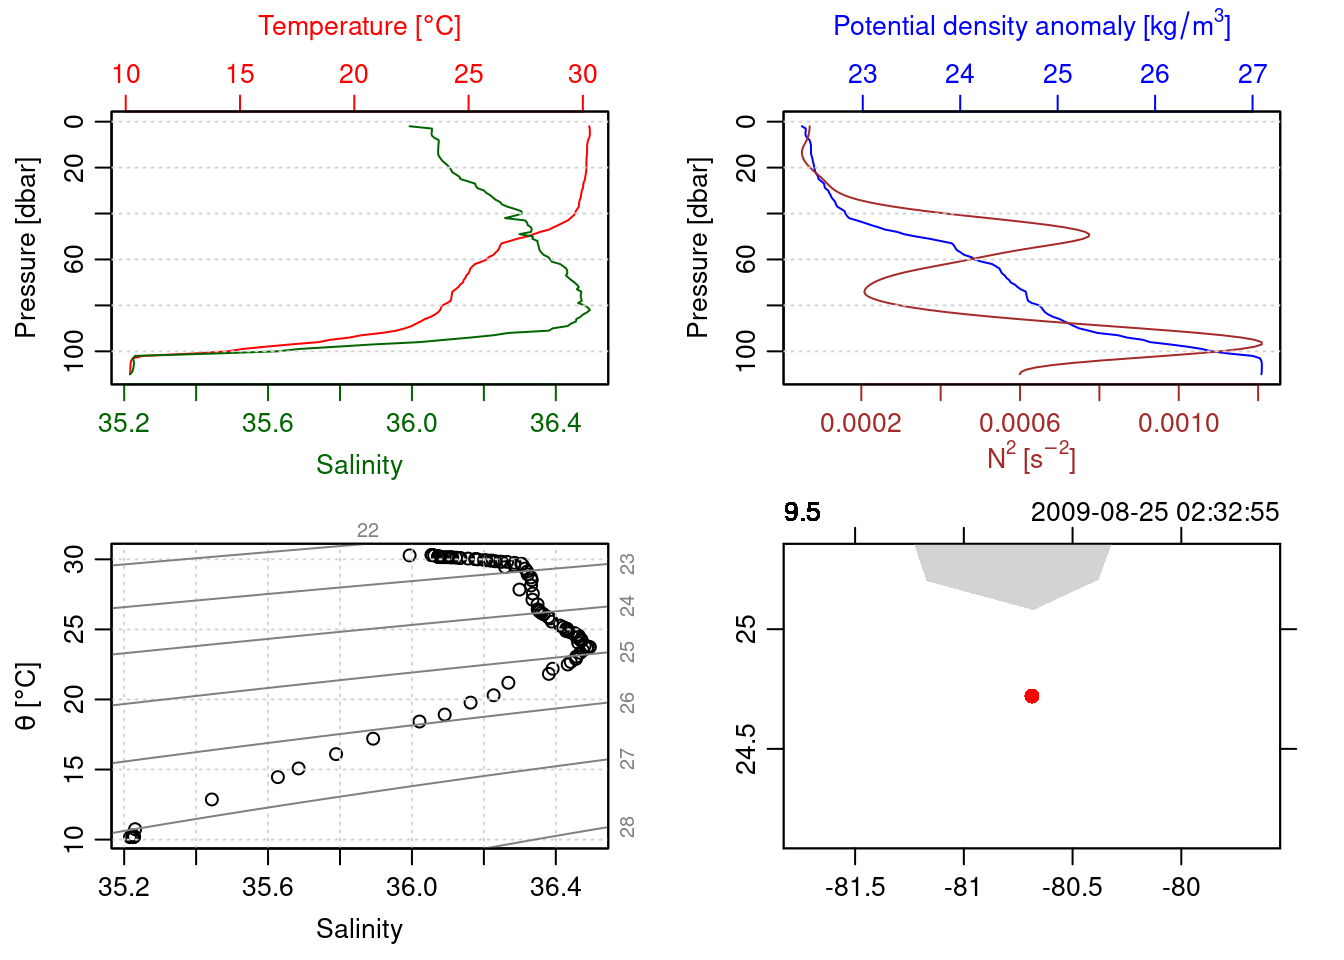 Temperature [°C]
10 15 20 25 30
Pressure [dbar]
0
20
60
100
35.2 35.6 36.0 36.4
Salinity
Potential density anomaly [kg/m³]
23 24 25 26 27
Pressure [dbar]
0
20
60
100
0.0002 0.0006 0.0010
N² [s⁻²]
22
θ [°C]
30
25
20
15
10
23
24
25
26
27
28
35.2 35.6 36.0 36.4
Salinity
9.5 2009-08-25 02:32:55
25
24.5
-81.5 -81 -80.5 -80